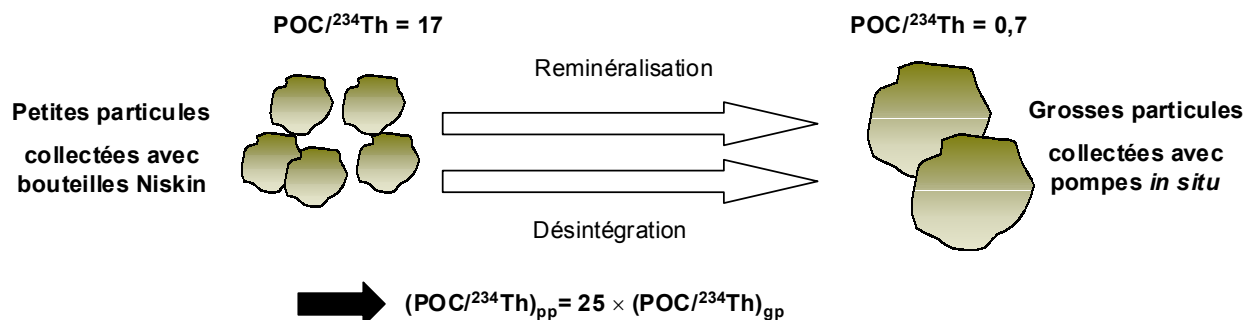 POC/²³⁴Th = 17
POC/²³⁴Th = 0,7
Reminéralisation
Petites particules
collectées avec
bouteilles Niskin
Grosses particules
collectées avec
pompes in situ
Désintégration
(POC/²³⁴Th)pp= 25 × (POC/²³⁴Th)gp